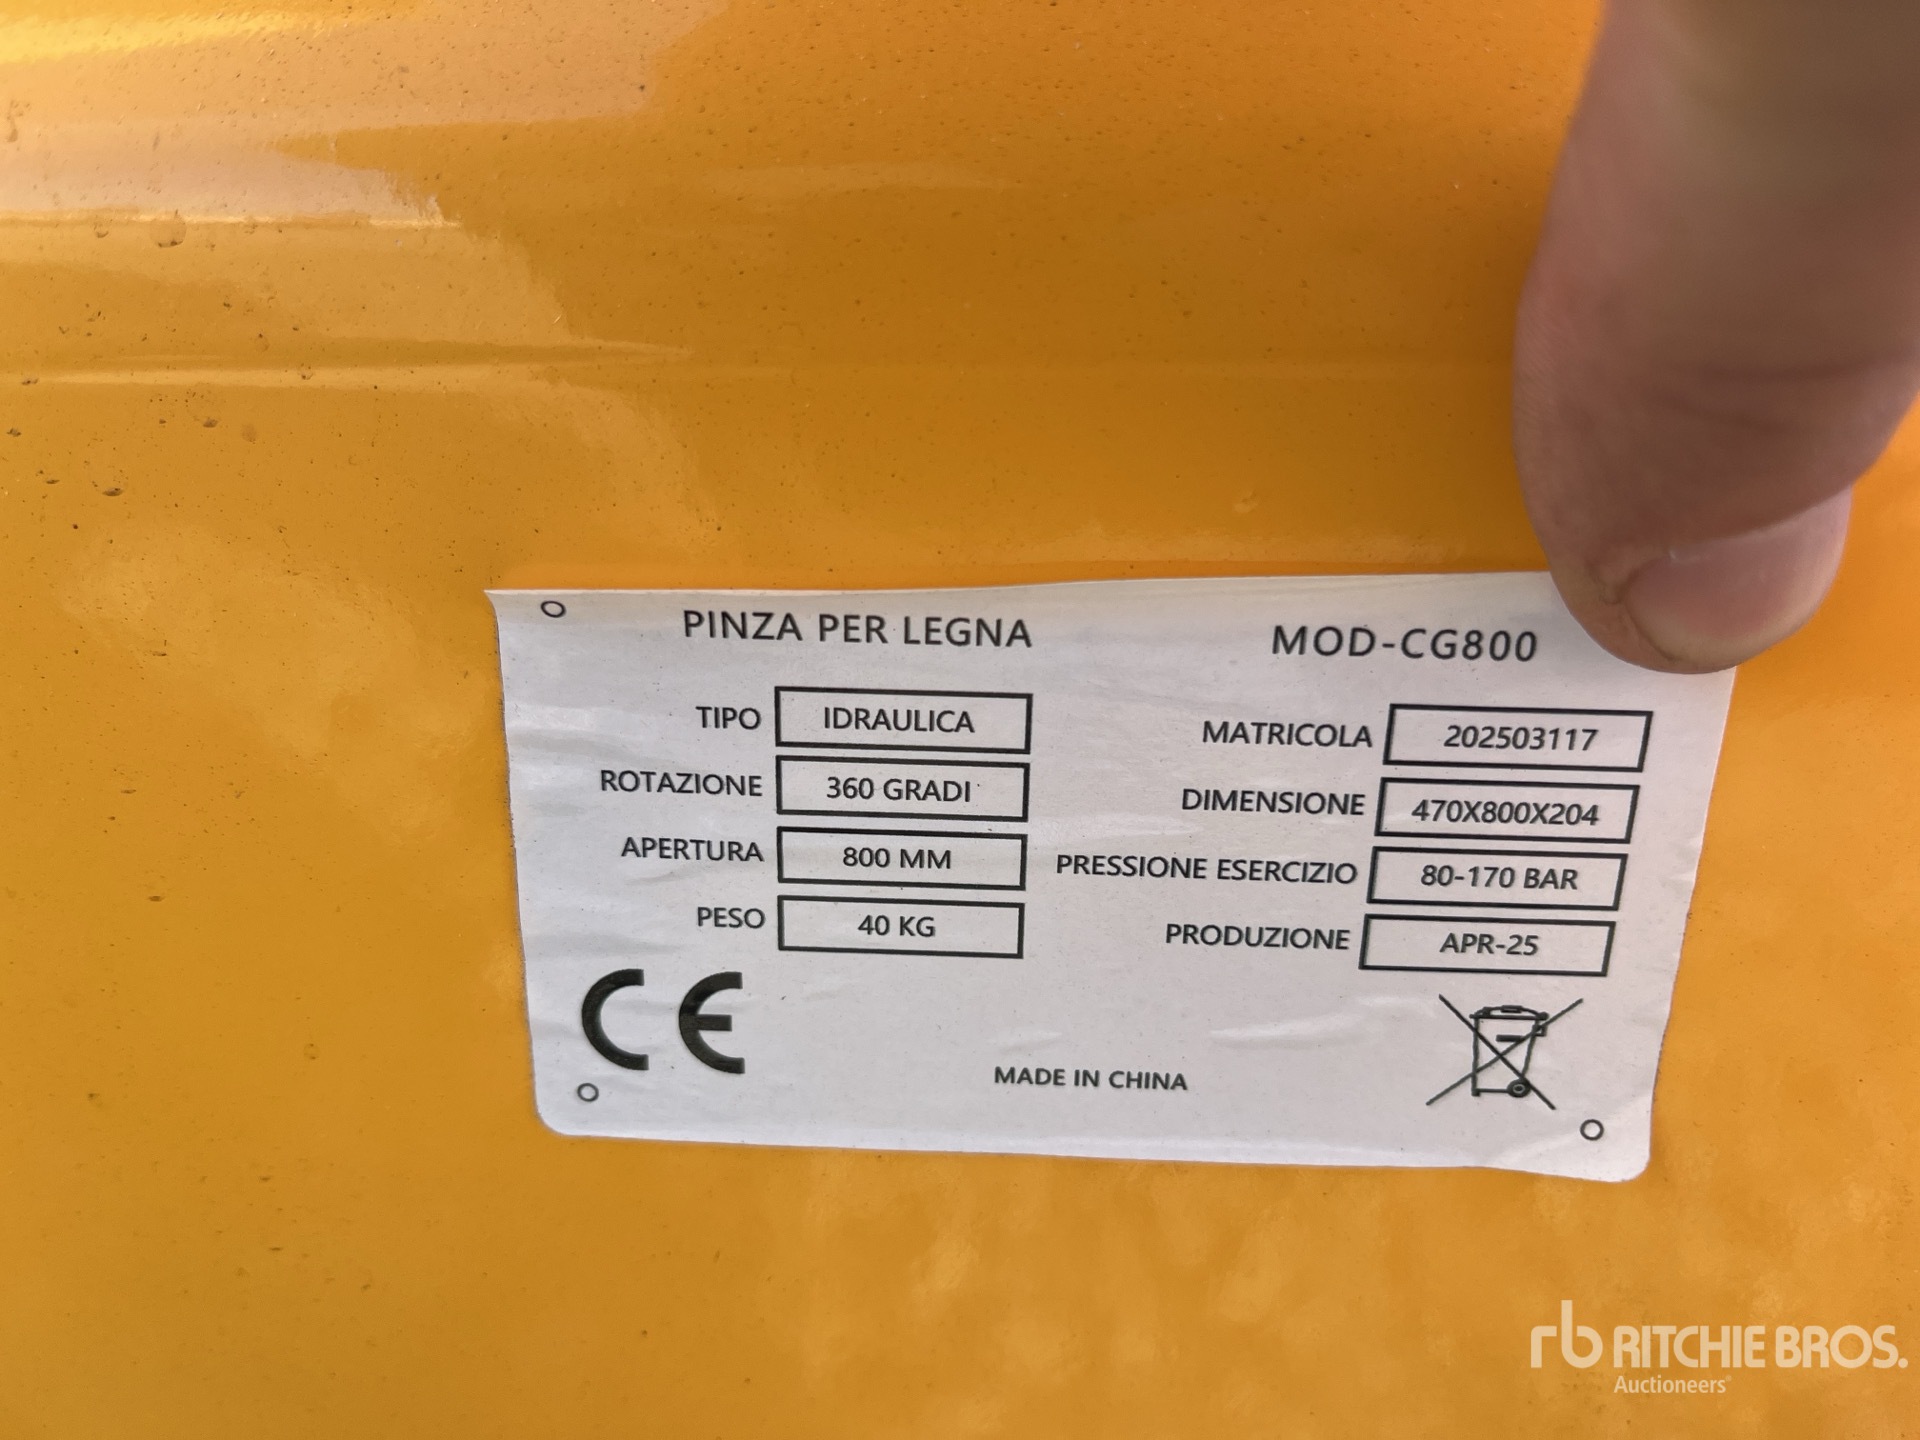 PINZA PER LEGNA
MOD-CG800
TIPO IDRAULICA
ROTAZIONE 360 GRADI
APERTURA 800 MM
PESO 40 KG
MATRICOLA 202503117
DIMENSIONE 470X800X204
PRESSIONE ESERCIZIO 80-170 BAR
PRODUZIONE APR-25
CE
MADE IN CHINA
rb RITCHIE BROS.
Auctioneers